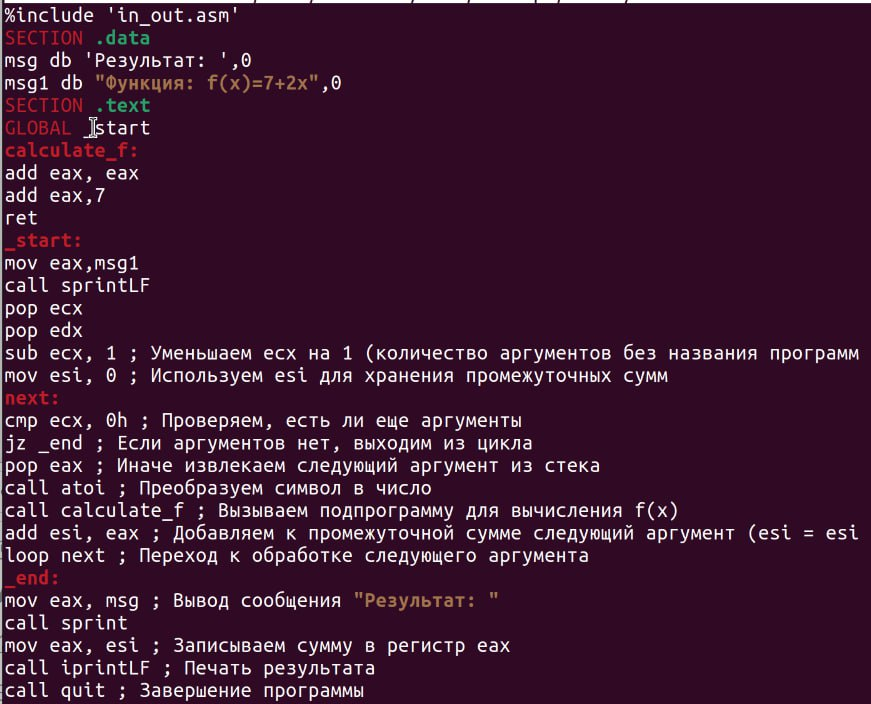 %include 'in_out.asm'
SECTION .data
msg db 'Результат: ',0
msg1 db "Функция: f(x)=7+2x",0
SECTION .text
GLOBAL _start
calculate_f:
add eax, eax
add eax,7
ret
_start:
mov eax,msg1
call sprintLF
pop ecx
pop edx
sub ecx, 1 ; Уменьшаем ecx на 1 (количество аргументов без названия программ
mov esi, 0 ; Используем esi для хранения промежуточных сумм
next:
cmp ecx, 0h ; Проверяем, есть ли еще аргументы
jz _end ; Если аргументов нет, выходим из цикла
pop eax ; Иначе извлекаем следующий аргумент из стека
call atoi ; Преобразуем символ в число
call calculate_f ; Вызываем подпрограмму для вычисления f(x)
add esi, eax ; Добавляем к промежуточной сумме следующий аргумент (esi = esi
loop next ; Переход к обработке следующего аргумента
_end:
mov eax, msg ; Вывод сообщения "Результат: "
call sprint
mov eax, esi ; Записываем сумму в регистр eax
call iprintLF ; Печать результата
call quit ; Завершение программы